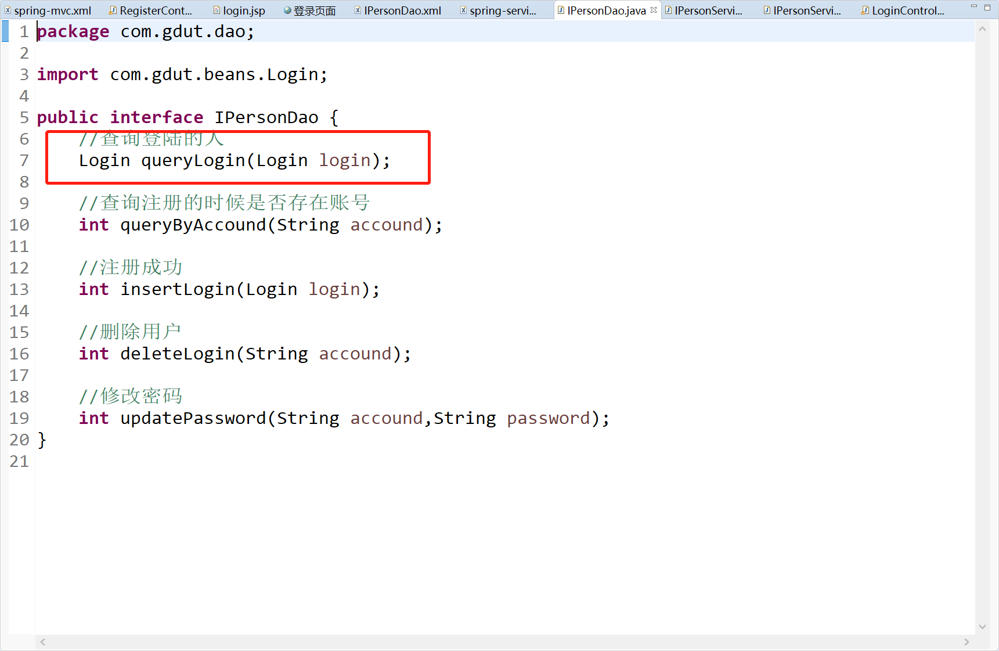 spring-mvc.xml RegisterCont... login.jsp 登录页面 IPersonDao.xml spring-servi... IPersonDao.java IPersonServi... IPersonServi... LoginControl...
1 package com.gdut.dao;
2
3 import com.gdut.beans.Login;
4
5 public interface IPersonDao {
6 //查询登陆的人
7 Login queryLogin(Login login);
8
9 //查询注册的时候是否存在账号
10 int queryByAccound(String accound);
11
12 //注册成功
13 int insertLogin(Login login);
14
15 //删除用户
16 int deleteLogin(String accound);
17
18 //修改密码
19 int updatePassword(String accound,String password);
20 }
21